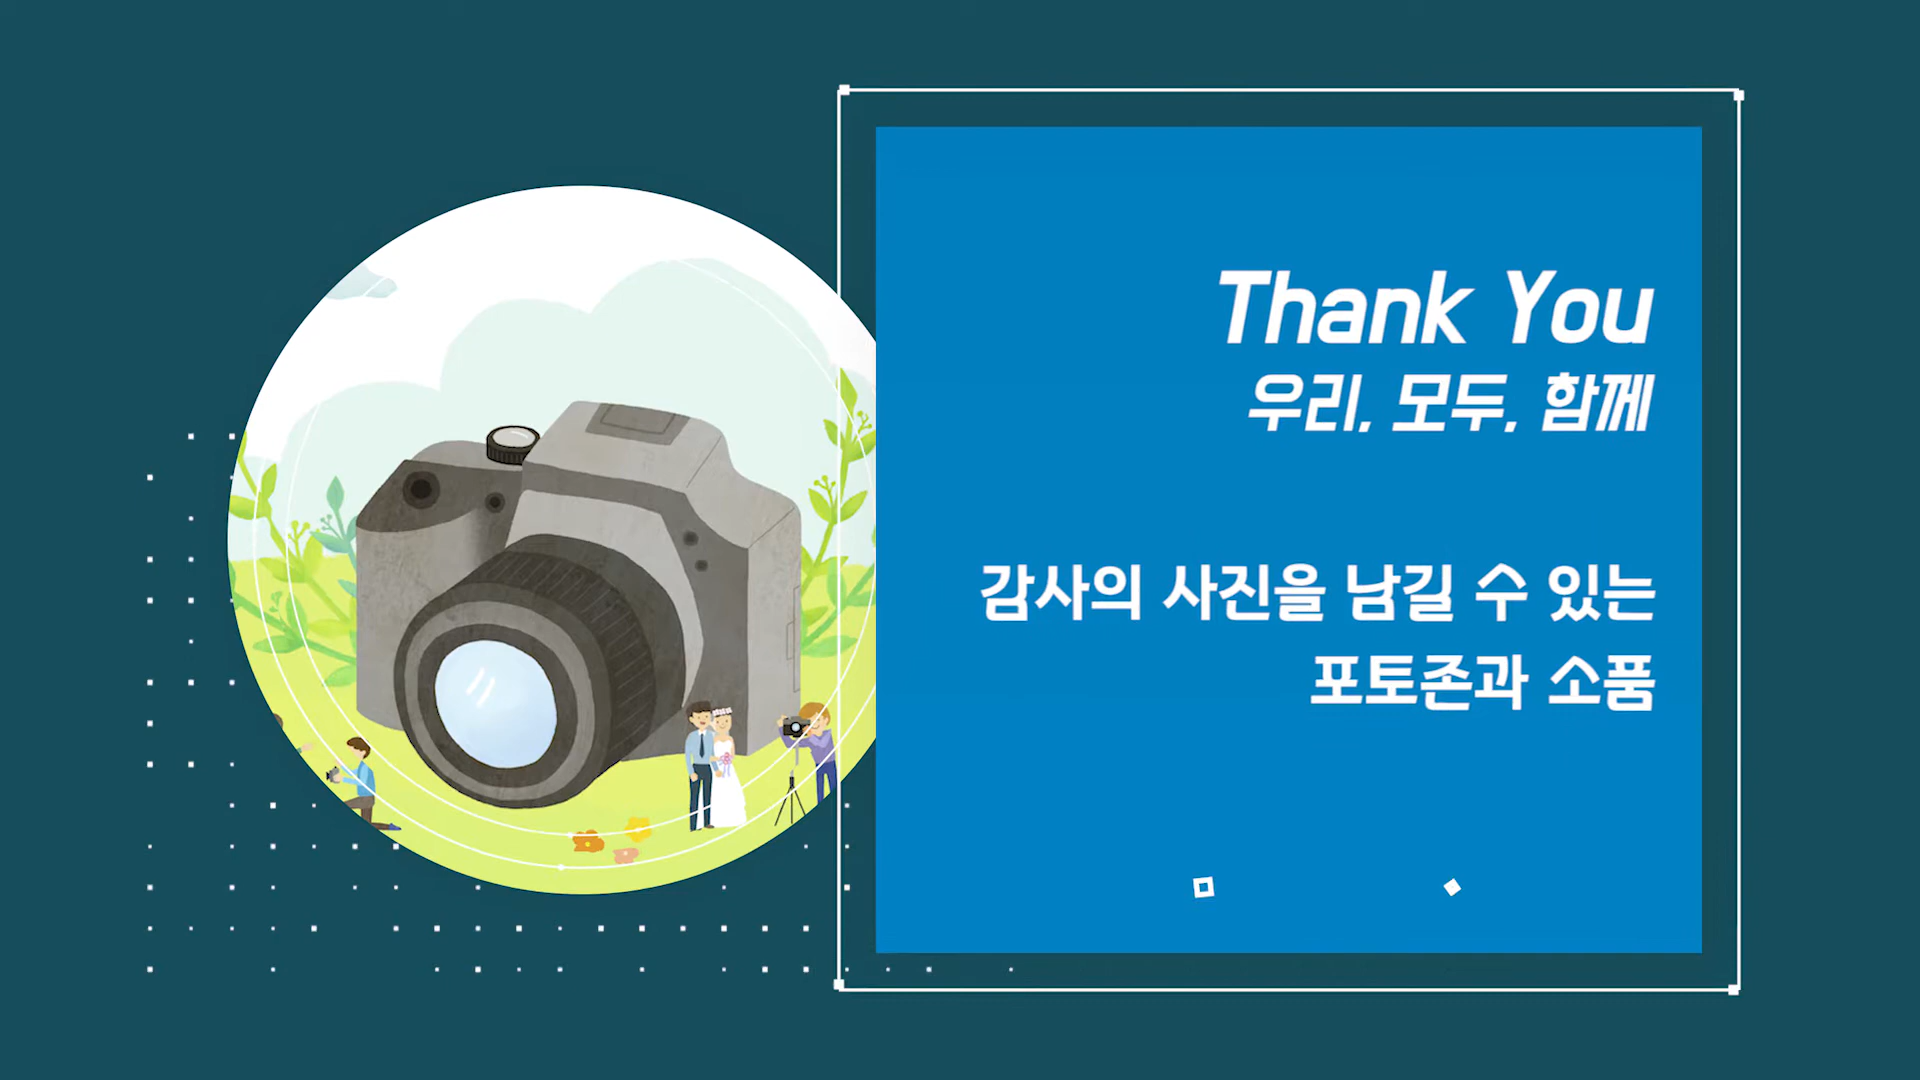 Thank You
우리, 모두, 함께
감사의 사진을 남길 수 있는
포토존과 소품